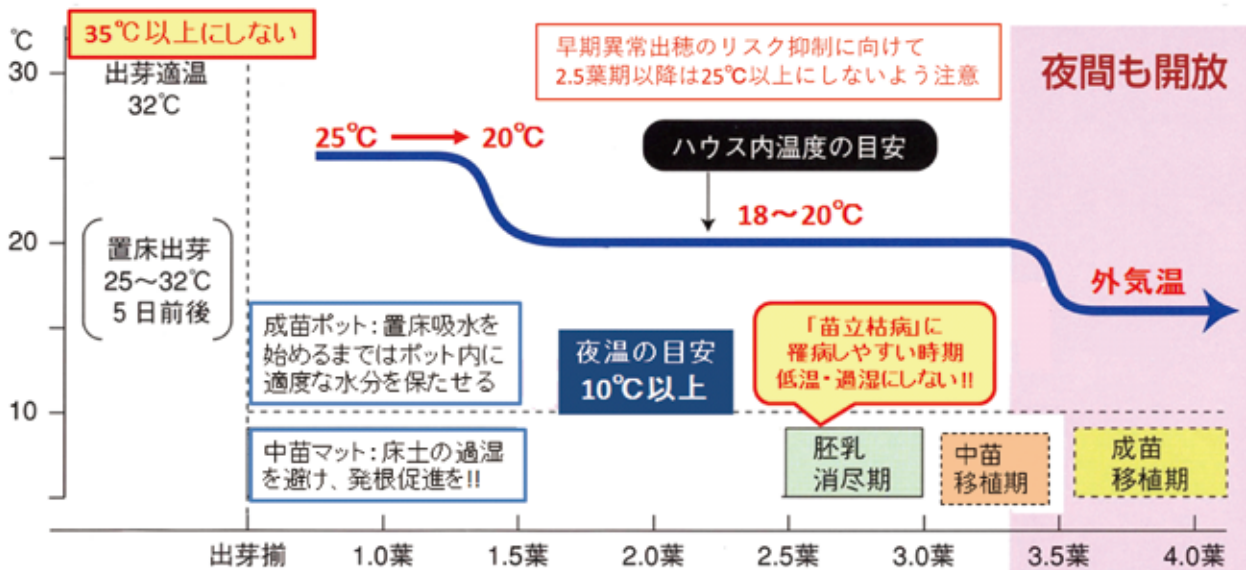 ℃
35℃以上にしない
30
出芽適温
32℃
早期異常出穂のリスク抑制に向けて
2.5葉期以降は25℃以上にしないよう注意
夜間も開放
25℃
20℃
ハウス内温度の目安
18～20℃
20
置床出芽
25～32℃
5日前後
外気温
成苗ポット：置床吸水を
始めるまではポット内に
適度な水分を保たせる
夜温の目安
10℃以上
「苗立枯病」に
罹病しやすい時期
低温・過湿にしない!!
10
中苗マット：床土の過湿
を避け、発根促進を!!
胚乳
消尽期
中苗
移植期
成苗
移植期
出芽揃
1.0葉
1.5葉
2.0葉
2.5葉
3.0葉
3.5葉
4.0葉